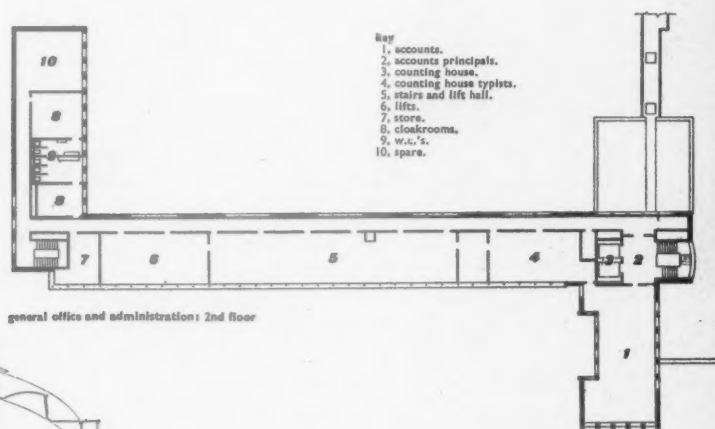 key
1, accounts.
2, accounts principals.
3, counting house.
4, counting house typists.
5, stairs and lift hall.
6, lifts.
7, store.
8, cloakrooms.
9, w.c.'s.
10, spare.
10
8
9
8
7
6
5
4
3
2
1
general office and administration: 2nd floor